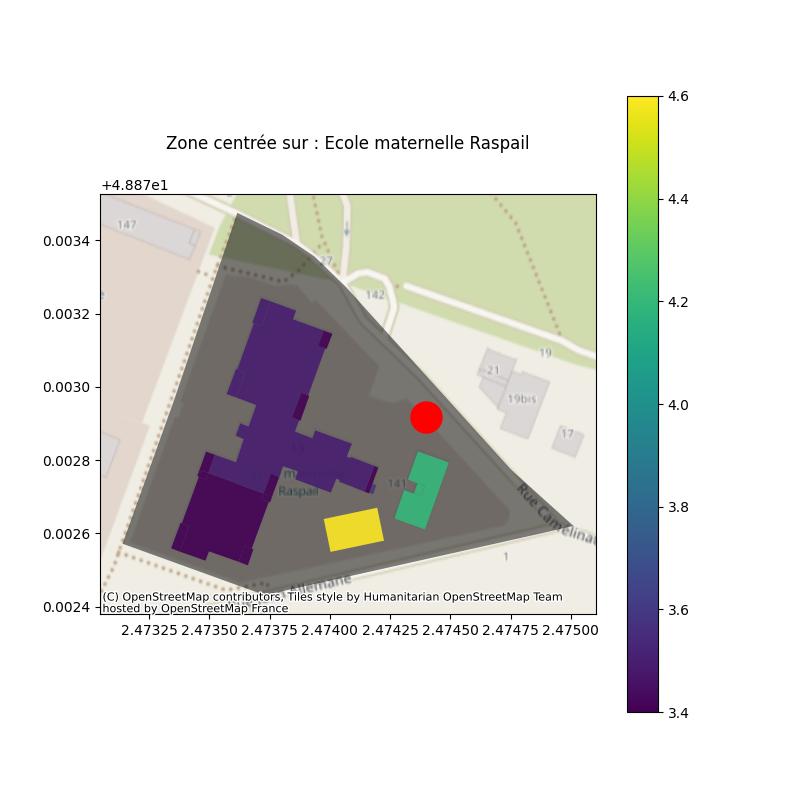 Zone centrée sur : Ecole maternelle Raspail
+4.887e1
4.6
4.4
4.2
4.0
3.8
3.6
3.4
0.0034
0.0032
0.0030
0.0028
0.0026
0.0024
147
27
142
19
21
19bis
17
141
Raspail
Rue Camélinat
1
Allemane
(C) OpenStreetMap contributors, Tiles style by Humanitarian OpenStreetMap Team
hosted by OpenStreetMap France
2.47325 2.47350 2.47375 2.47400 2.47425 2.47450 2.47475 2.47500